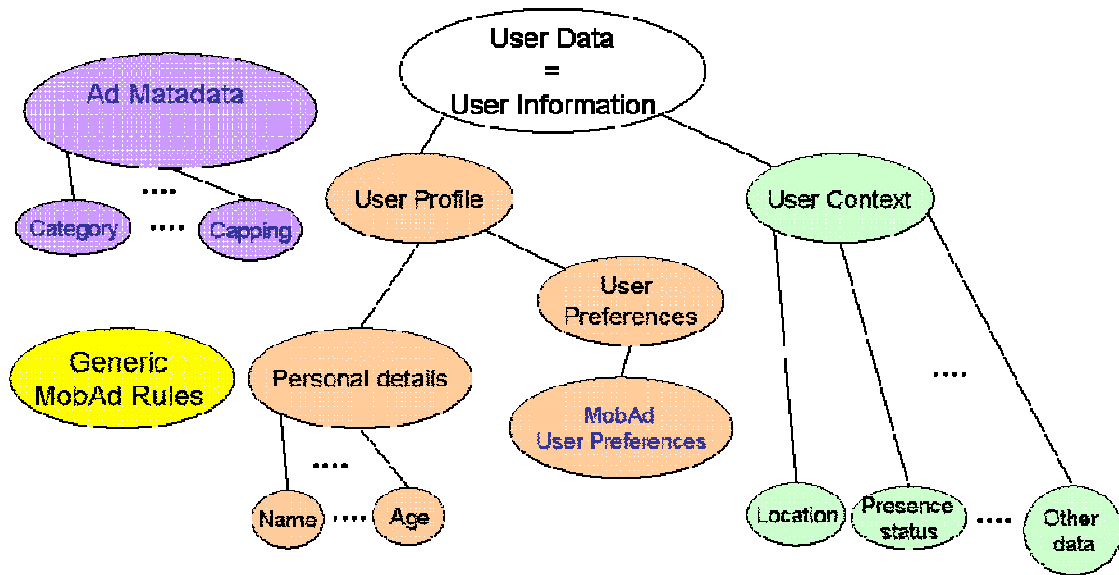 User Data
=
User Information
Ad Matadata
Category
....
....
Capping
User Profile
User Context
User
Preferences
Generic
MobAd Rules
Personal details
MobAd
User Preferences
....
....
Name
....
Age
Location
Presence
status
....
Other
data